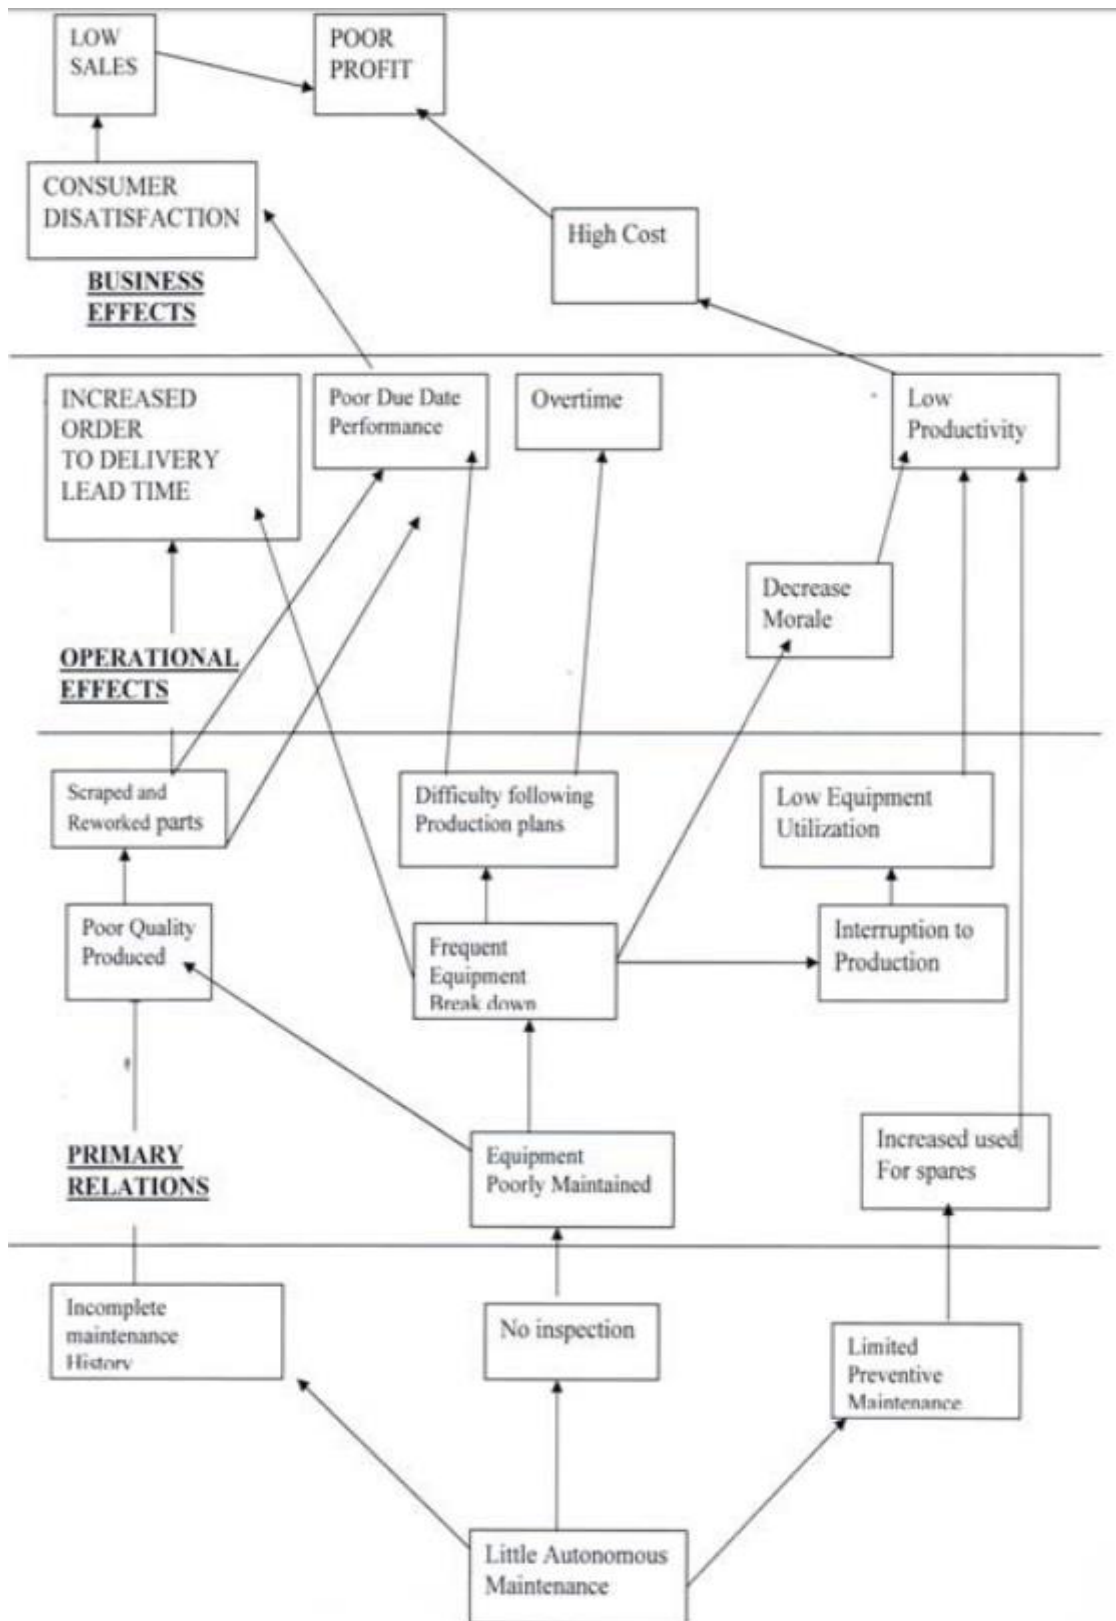 LOW
SALES
POOR
PROFIT
CONSUMER
DISATISFACTION
High Cost
BUSINESS
EFFECTS
INCREASED
ORDER
TO DELIVERY
LEAD TIME
Poor Due Date
Performance
Overtime
Low
Productivity
Decrease
Morale
OPERATIONAL
EFFECTS
Scraped and
Reworked parts
Difficulty following
Production plans
Low Equipment
Utilization
Poor Quality
Produced
Frequent
Equipment
Break down
Interruption to
Production
PRIMARY
RELATIONS
Equipment
Poorly Maintained
Increased used
For spares
Incomplete
maintenance
History
No inspection
Limited
Preventive
Maintenance
Little Autonomous
Maintenance